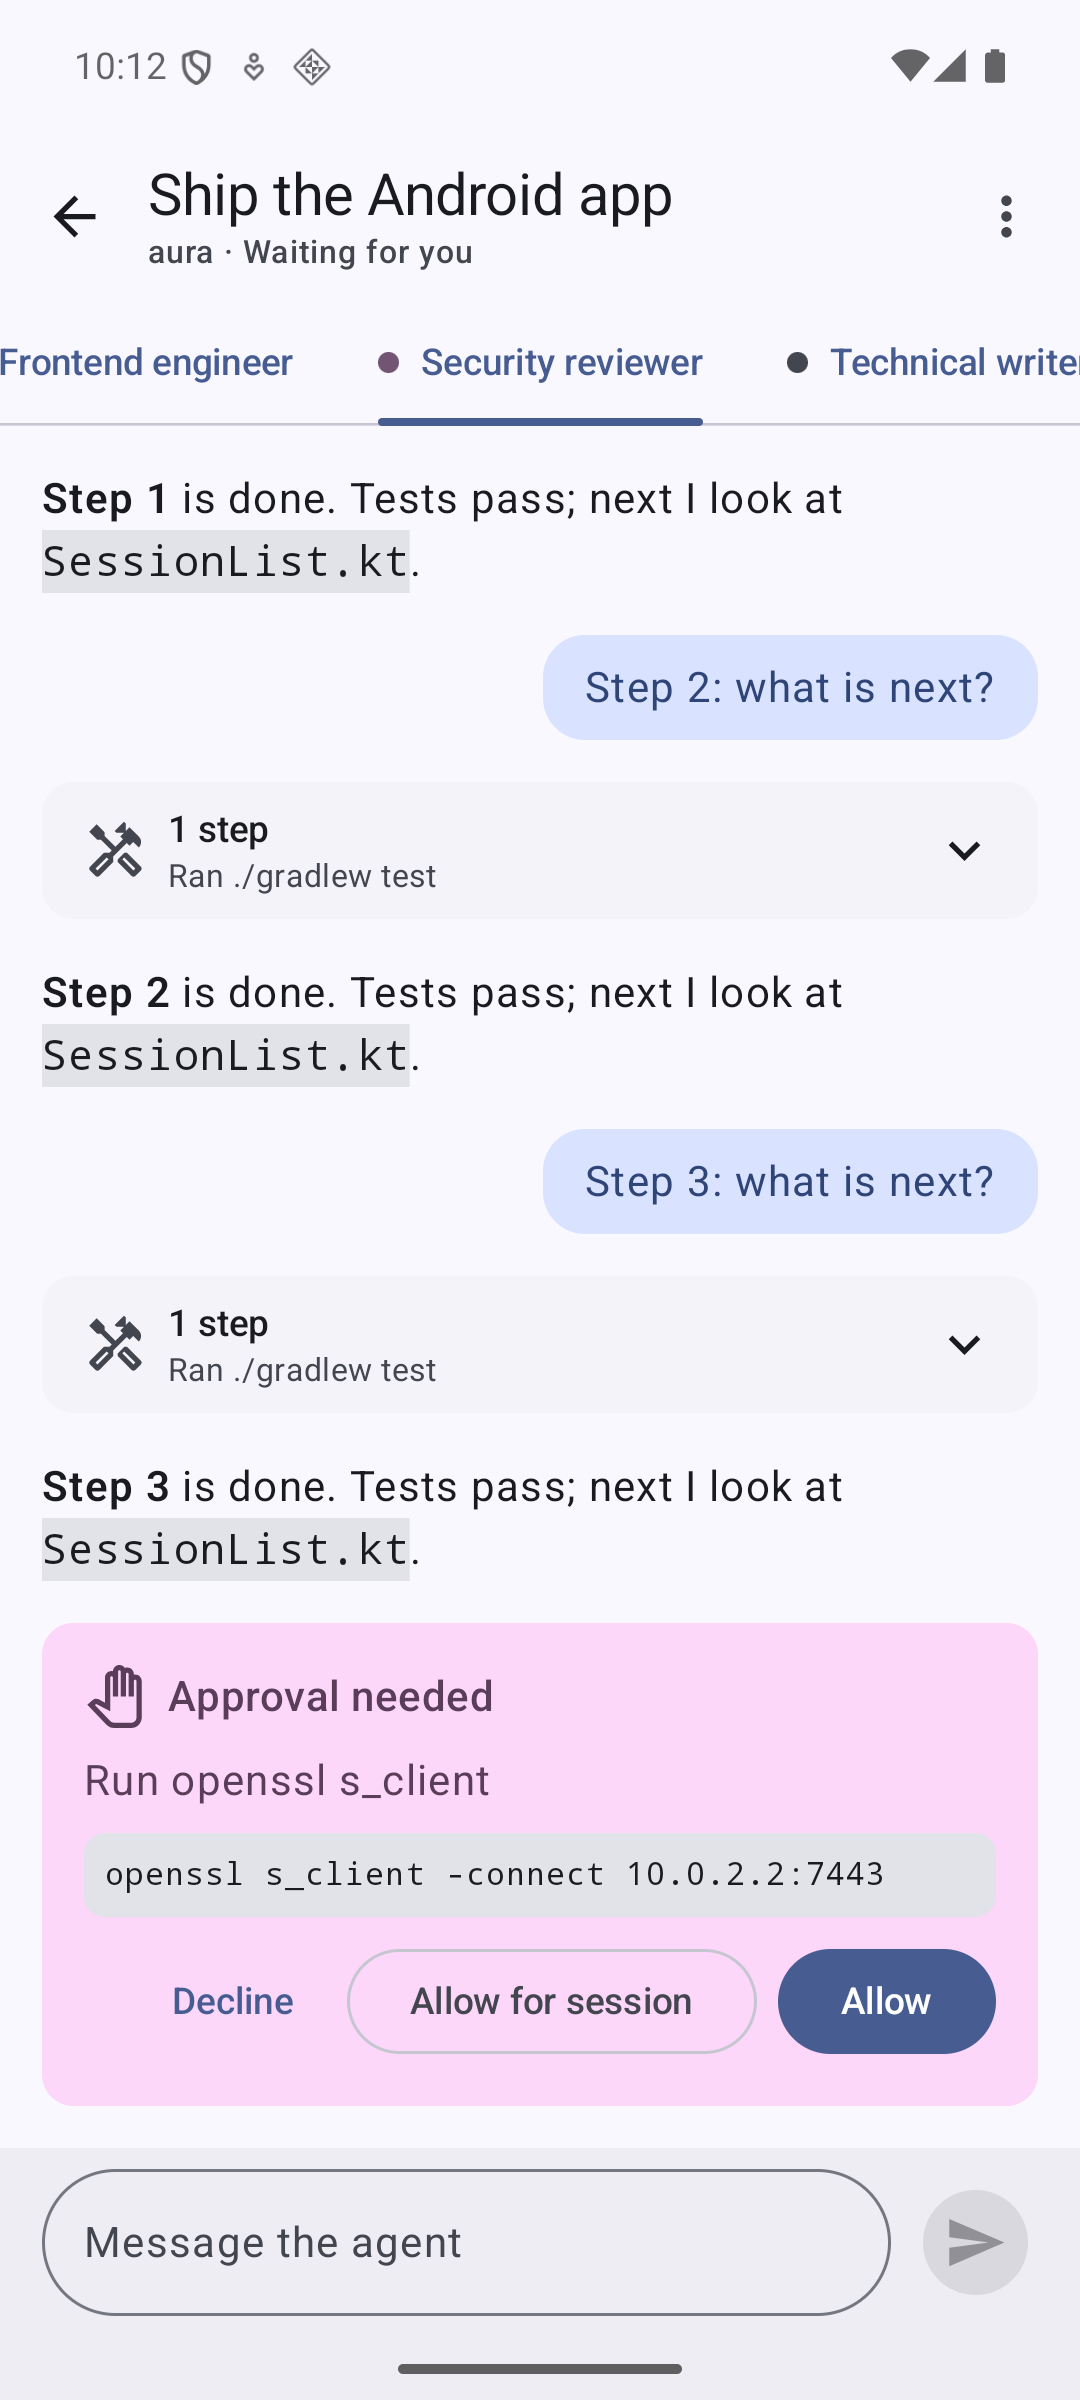 10:12
Ship the Android app
aura · Waiting for you
Frontend engineer
Security reviewer
Technical writer
Step 1 is done. Tests pass; next I look at
SessionList.kt.
Step 2: what is next?
1 step
Ran ./gradlew test
Step 2 is done. Tests pass; next I look at
SessionList.kt.
Step 3: what is next?
1 step
Ran ./gradlew test
Step 3 is done. Tests pass; next I look at
SessionList.kt.
Approval needed
Run openssl s_client
openssl s_client -connect 10.0.2.2:7443
Decline
Allow for session
Allow
Message the agent